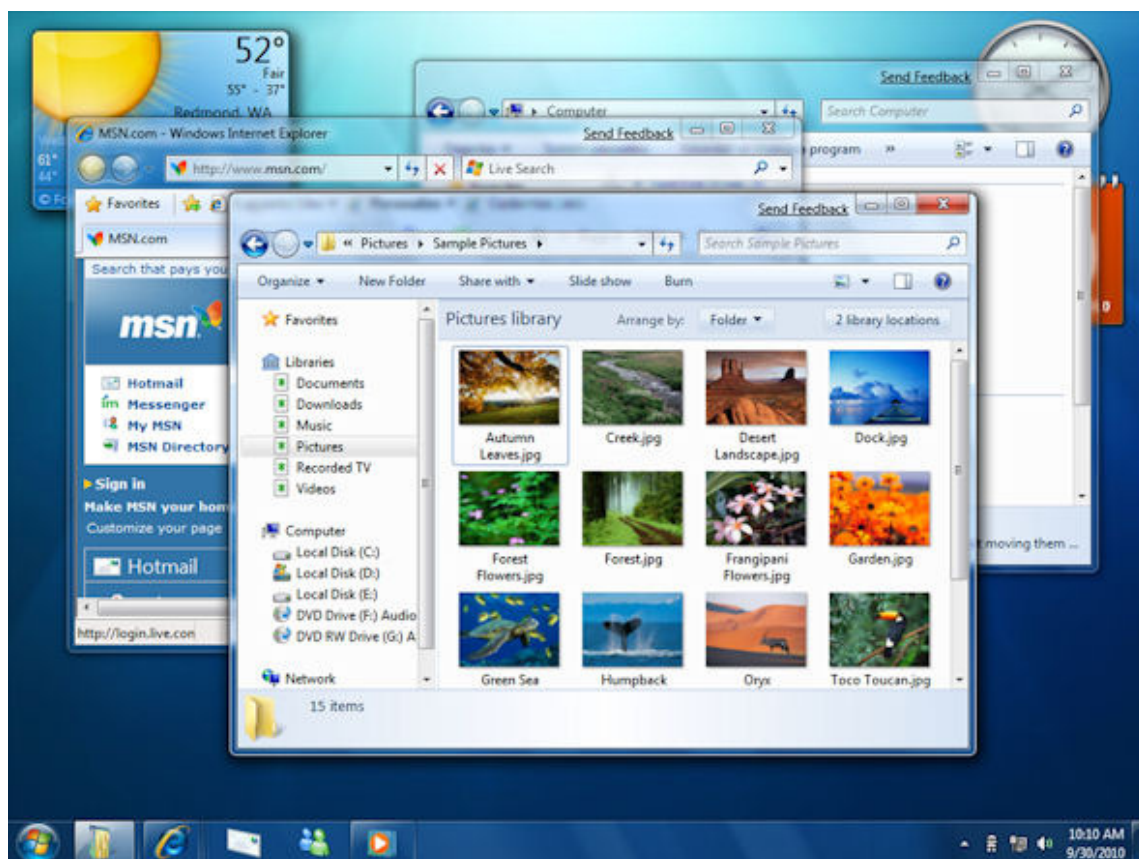 52°
Fair
55° - 37°
Redmond, WA
61°
44°
Send Feedback
Computer
Search Computer
program »
MSN.com - Windows Internet Explorer
Send Feedback
http://www.msn.com/
Live Search
Favorites
MSN.com
Search that pays you
msn
Hotmail
Messenger
My MSN
MSN Directory
Sign in
Make MSN your hom
Customize your page
Hotmail
http://login.live.con
moving them ...
Send Feedback
« Pictures Sample Pictures
Search Sample Pictures
Organize New Folder Share with Slide show Burn
Favorites
Libraries
Documents
Downloads
Music
Pictures
Recorded TV
Videos
Computer
Local Disk (C:)
Local Disk (D:)
Local Disk (E:)
DVD Drive (F:) Audio
DVD RW Drive (G:) A
Network
Pictures library
Arrange by: Folder
2 library locations
Autumn
Leaves.jpg
Creek.jpg
Desert
Landscape.jpg
Dock.jpg
Forest
Flowers.jpg
Forest.jpg
Frangipani
Flowers.jpg
Garden.jpg
Green Sea
Humpback
Oryx
Toco Toucan.jpg
15 items
10:10 AM
9/30/2010